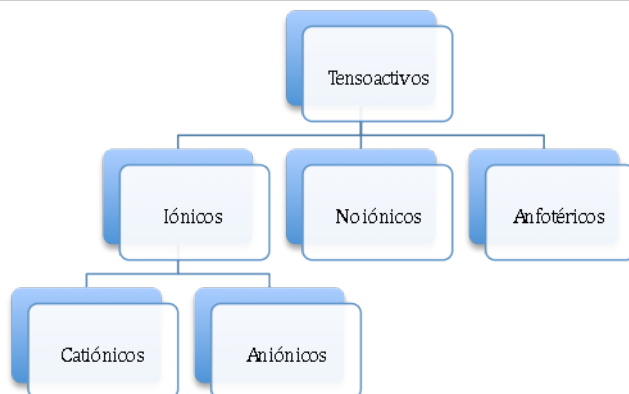 Tensoactivos
Iónicos
No iónicos
Anfotéricos
Catiónicos
Aniónicos